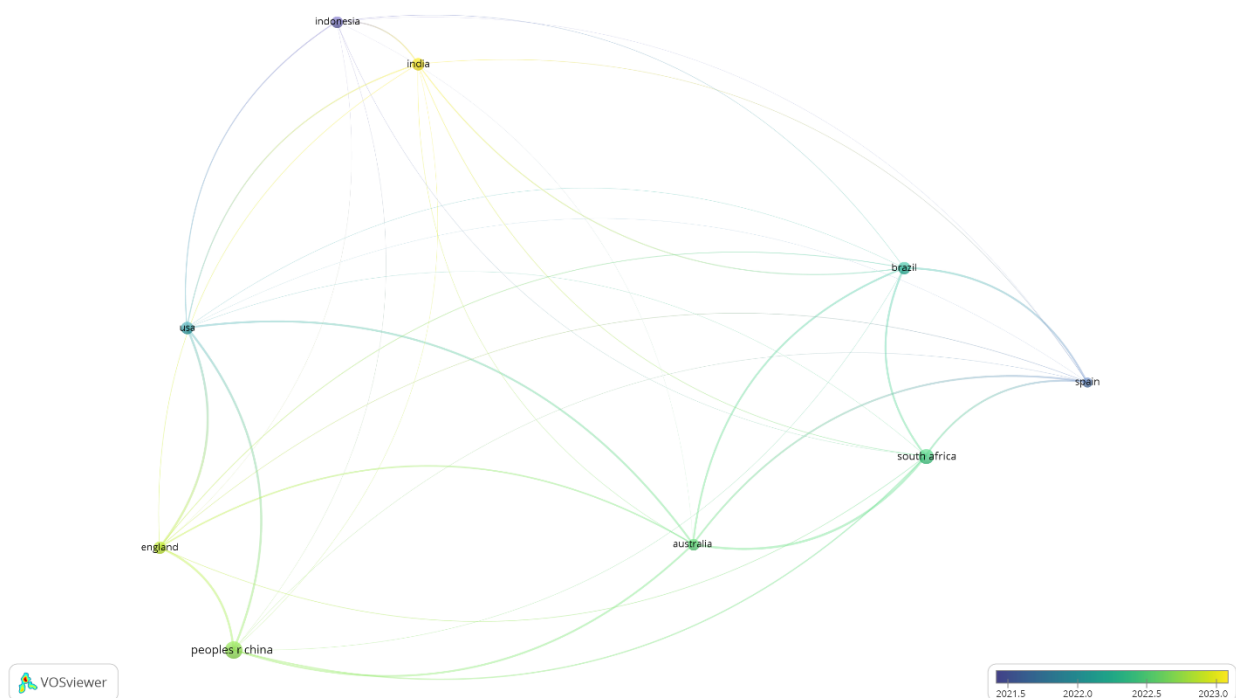 indonesia
india
brazil
usa
spain
south africa
australia
england
peoples r china
VOSviewer
2021.5 2022.0 2022.5 2023.0